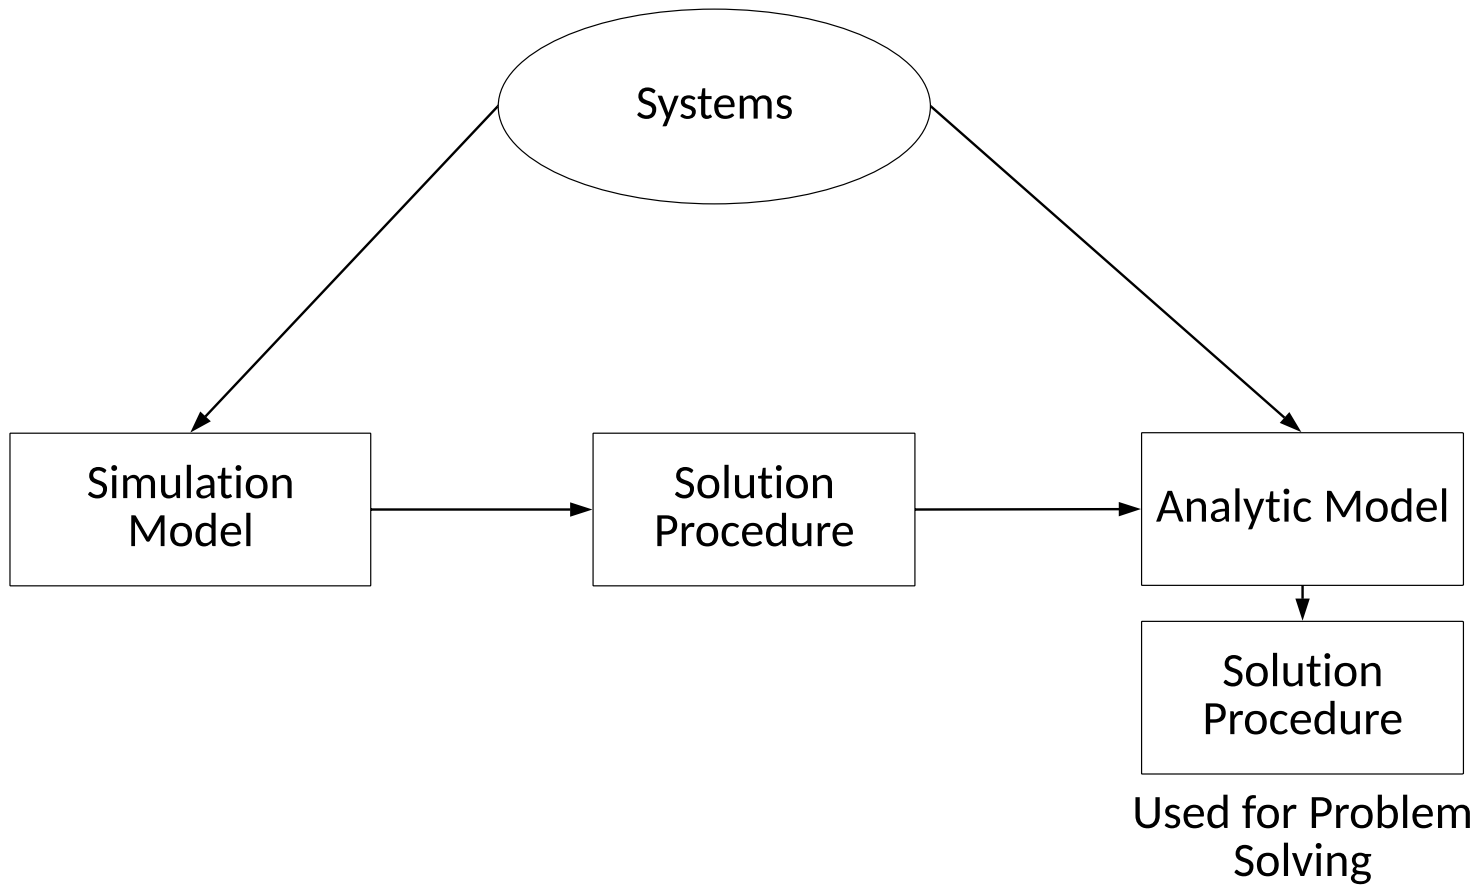 Systems
Simulation
Model
Solution
Procedure
Analytic Model
Solution
Procedure
Used for Problem
Solving